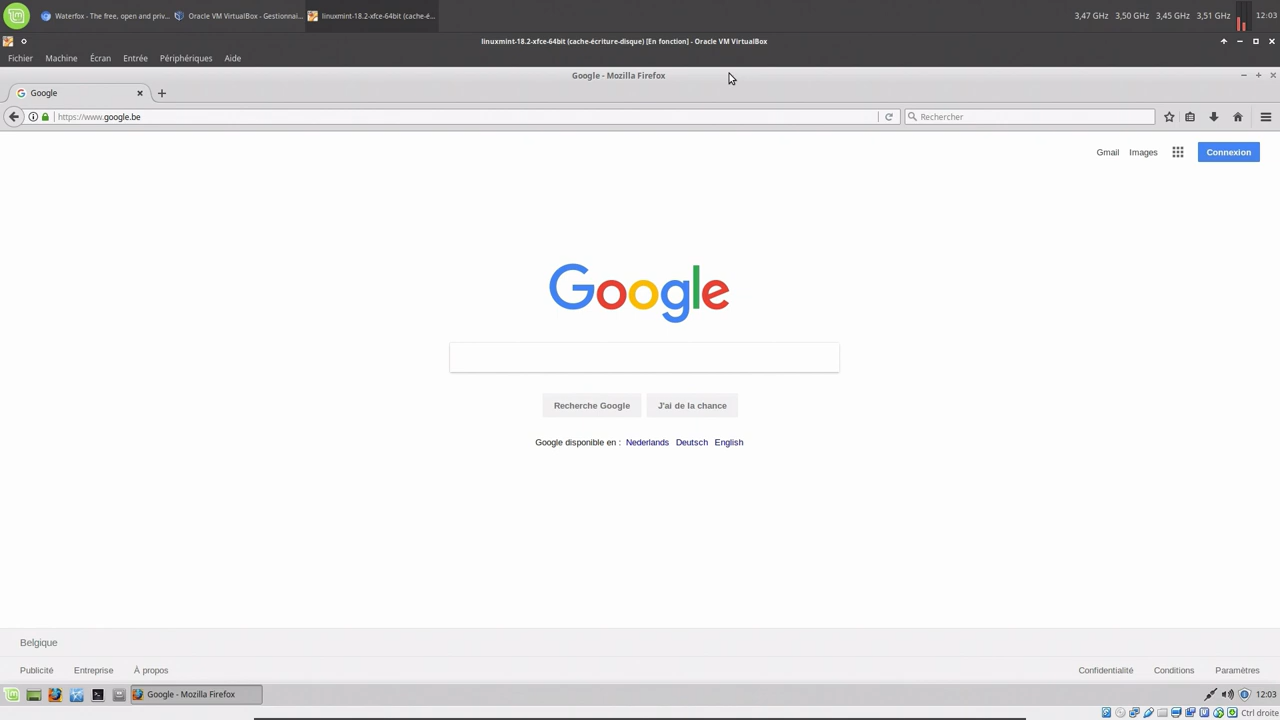 Waterfox - The free, open and priv...
Oracle VM VirtualBox - Gestionnai...
linuxmint-18.2-xfce-64bit (cache-é...
3,47 GHz 3,50 GHz 3,45 GHz 3,51 GHz
12:03
linuxmint-18.2-xfce-64bit (cache-écriture-disque) [En fonction] - Oracle VM VirtualBox
Fichier Machine Écran Entrée Périphériques Aide
Google - Mozilla Firefox
Google
https://www.google.be
Rechercher
Gmail Images Connexion
Google
Recherche Google J'ai de la chance
Google disponible en : Nederlands Deutsch English
Belgique
Publicité Entreprise À propos Confidentialité Conditions Paramètres
Google - Mozilla Firefox
12:03
Ctrl droite